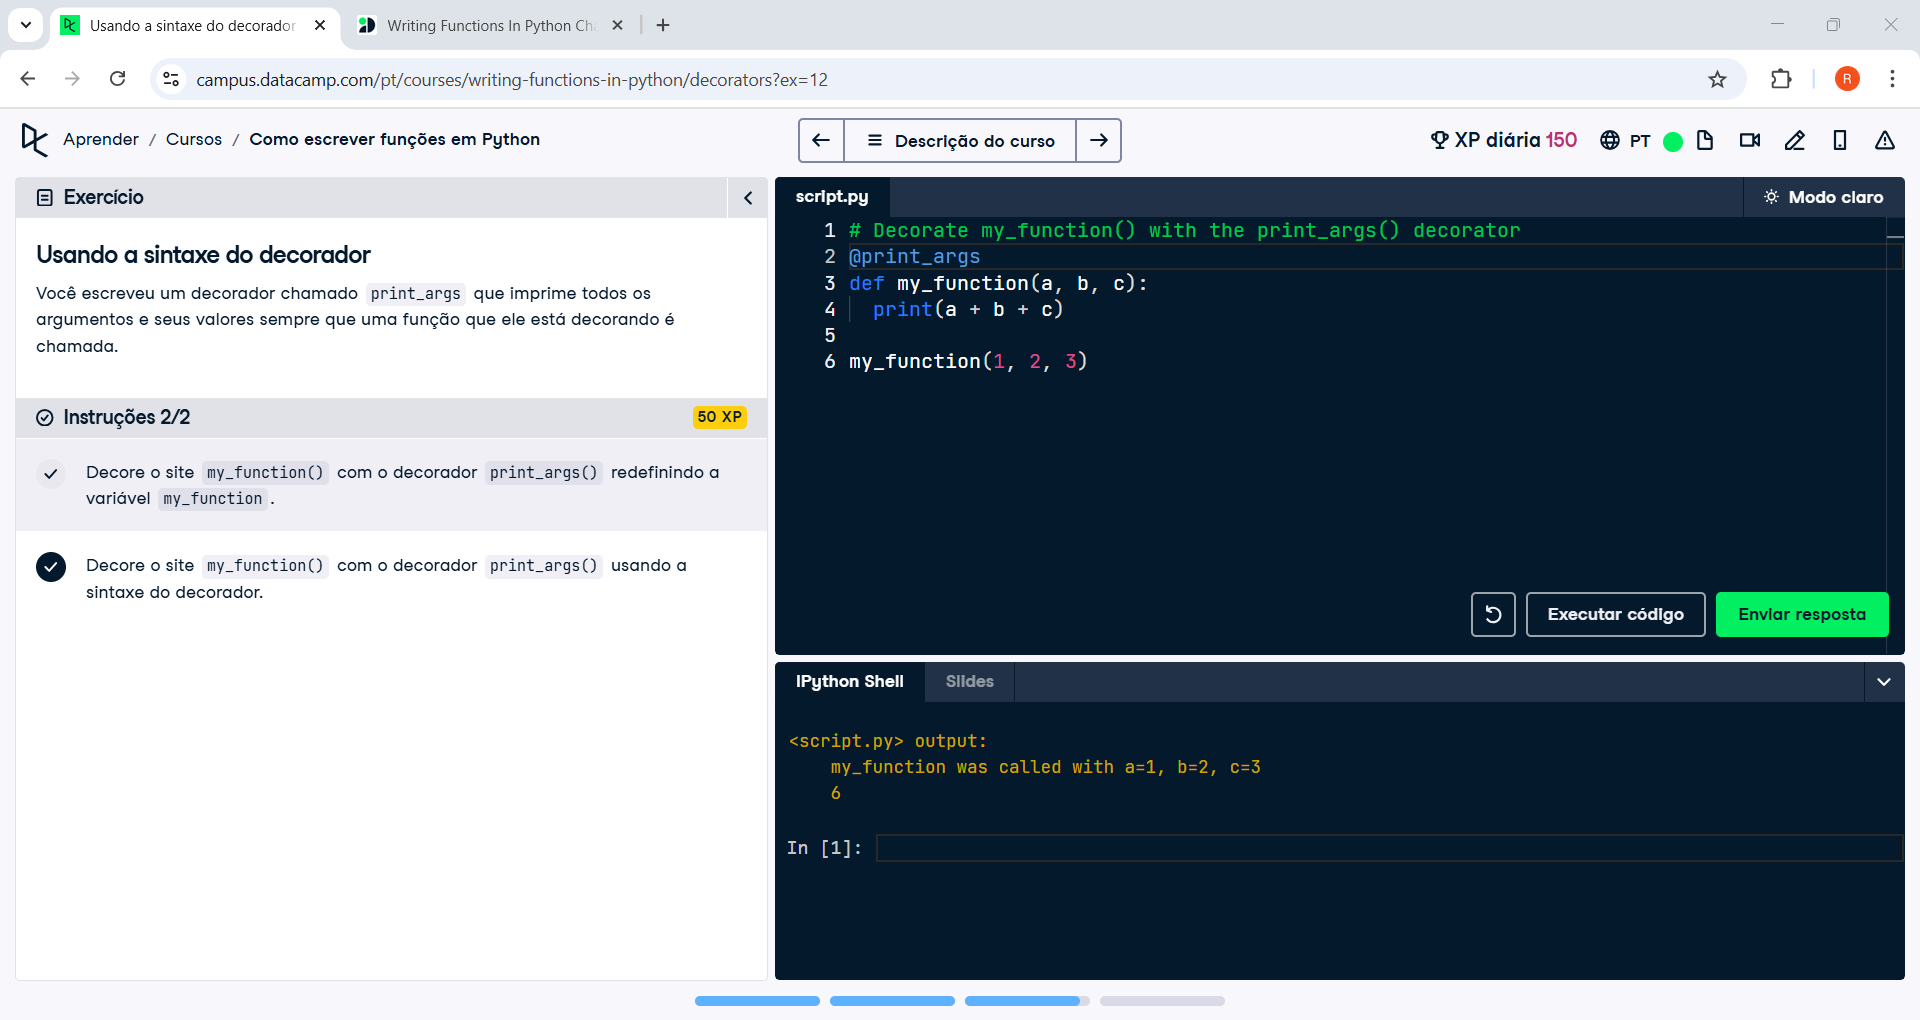 Usando a sintaxe do decorador
Writing Functions In Python Cha
campus.datacamp.com/pt/courses/writing-functions-in-python/decorators?ex=12
R
Aprender / Cursos / Como escrever funções em Python
Descrição do curso
XP diária 150
PT
Exercício
Usando a sintaxe do decorador
Você escreveu um decorador chamado print_args que imprime todos os
argumentos e seus valores sempre que uma função que ele está decorando é
chamada.
Instruções 2/2
50 XP
Decore o site my_function() com o decorador print_args() redefinindo a
variável my_function.
Decore o site my_function() com o decorador print_args() usando a
sintaxe do decorador.
script.py
Modo claro
1 # Decorate my_function() with the print_args() decorator
2 @print_args
3 def my_function(a, b, c):
4 print(a + b + c)
5
6 my_function(1, 2, 3)
Executar código
Enviar resposta
IPython Shell
Slides
<script.py> output:
my_function was called with a=1, b=2, c=3
6
In [1]: